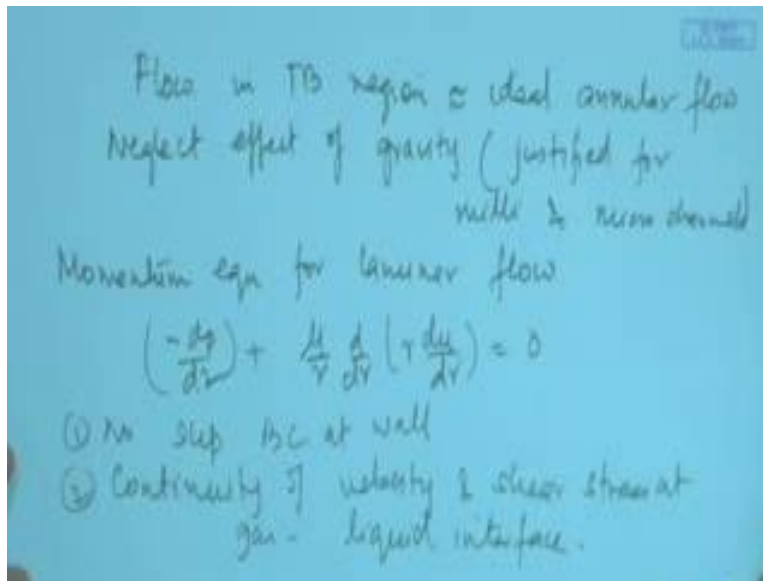 Flow in TB region ≈ ideal annular flow
Neglect effect of gravity (justified for
milli & micro channels
Momentum eqn for laminar flow
(-dp/dz) + μ/r d/dr (r du/dr) = 0
① No slip BC at wall
② Continuity of velocity & shear stress at
gas - liquid interface.